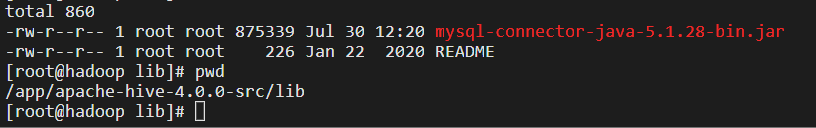 total 860
-rw-r--r-- 1 root root 875339 Jul 30 12:20 mysql-connector-java-5.1.28-bin.jar
-rw-r--r-- 1 root root    226 Jan 22  2020 README
[root@hadoop lib]# pwd
/app/apache-hive-4.0.0-src/lib
[root@hadoop lib]#